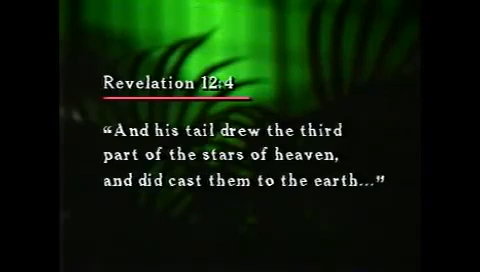 Revelation 12:4
“And his tail drew the third
part of the stars of heaven,
and did cast them to the earth...”